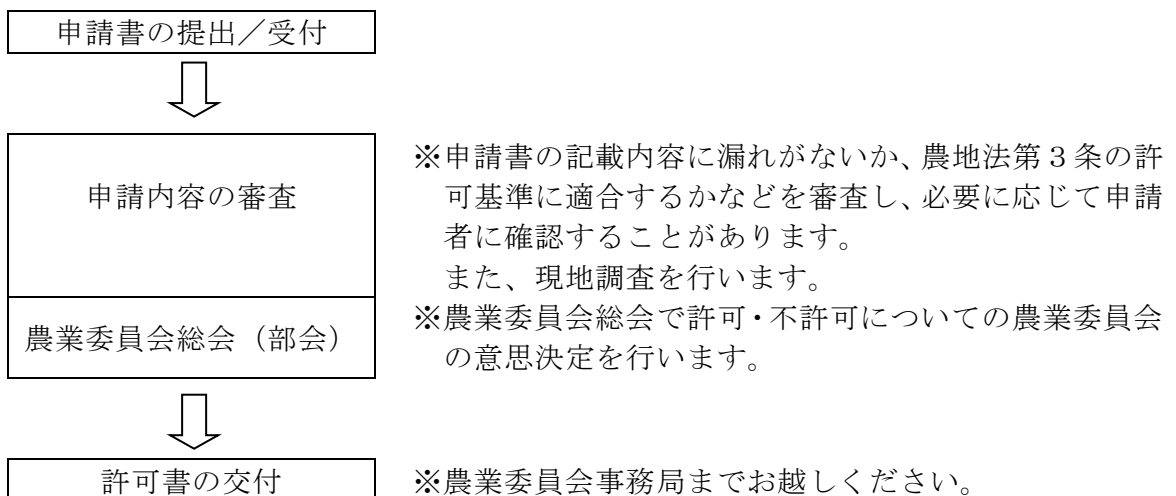 申請書の提出／受付
申請内容の審査
※申請書の記載内容に漏れがないか、農地法第３条の許
可基準に適合するかなどを審査し、必要に応じて申請
者に確認することがあります。
また、現地調査を行います。
農業委員会総会（部会）
※農業委員会総会で許可・不許可についての農業委員会
の意思決定を行います。
許可書の交付
※農業委員会事務局までお越しください。